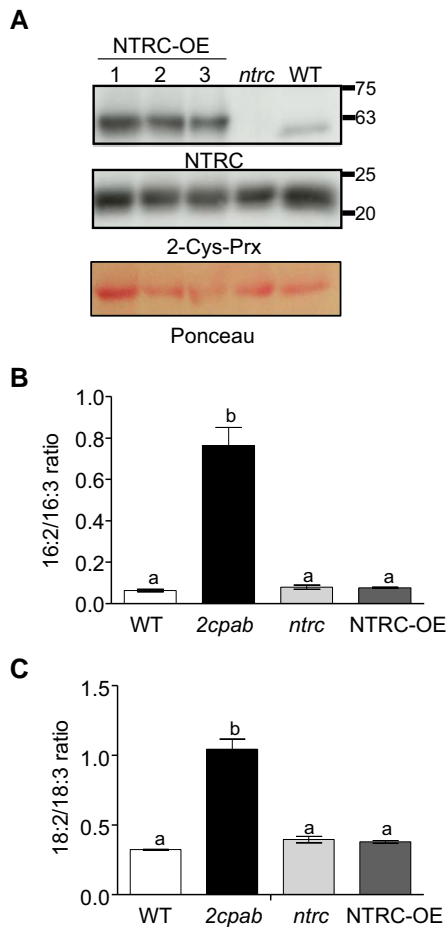 A
NTRC-OE
1 2 3 ntrc WT
75
63
NTRC
25
20
2-Cys-Prx
Ponceau
B
16:2/16:3 ratio
1.0
0.8
0.6
0.4
0.2
0.0
a
b
a
a
WT 2cpab ntrc NTRC-OE
C
18:2/18:3 ratio
1.5
1.0
0.5
0.0
a
b
a
a
WT 2cpab ntrc NTRC-OE